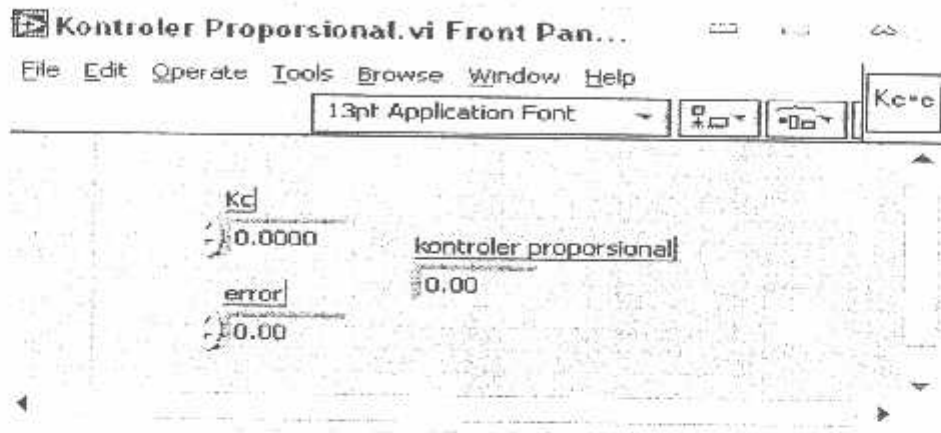 Kontroler Proporsional.vi Front Pan...
File Edit Operate Tools Browse Window Help
13pt Application Font
Kc*e
Kc
0.0000
kontroler proporsional
0.00
error
0.00